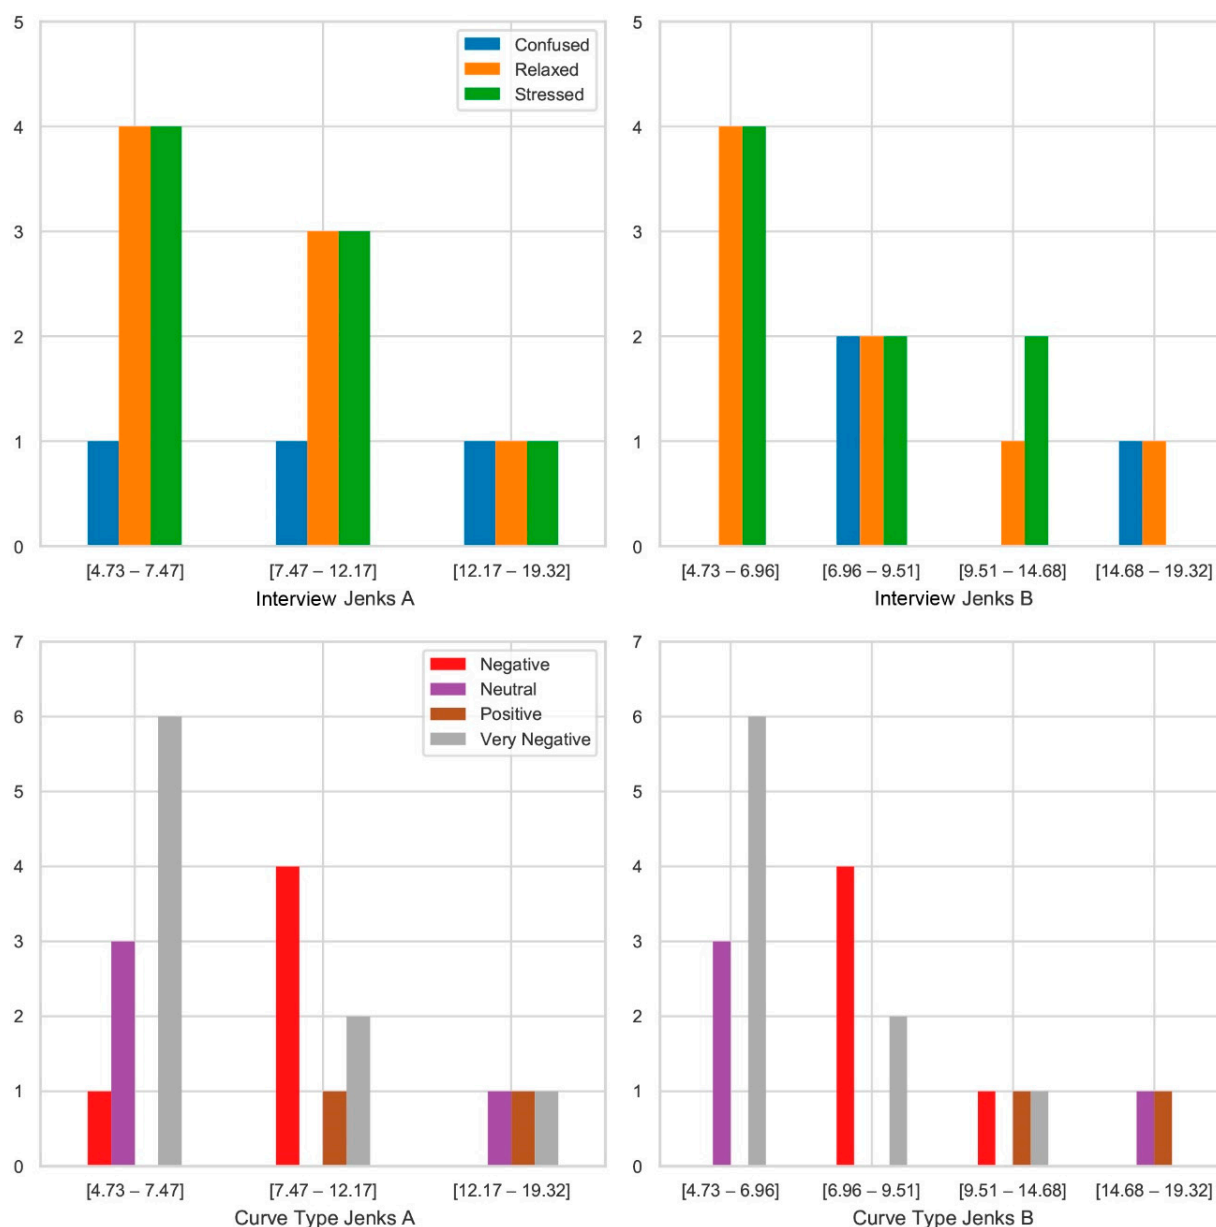 5
4
3
2
1
0
Confused
Relaxed
Stressed
[4.73 – 7.47] [7.47 – 12.17] [12.17 – 19.32]
Interview Jenks A
5
4
3
2
1
0
[4.73 – 6.96] [6.96 – 9.51] [9.51 – 14.68] [14.68 – 19.32]
Interview Jenks B
7
6
5
4
3
2
1
0
Negative
Neutral
Positive
Very Negative
[4.73 – 7.47] [7.47 – 12.17] [12.17 – 19.32]
Curve Type Jenks A
7
6
5
4
3
2
1
0
[4.73 – 6.96] [6.96 – 9.51] [9.51 – 14.68] [14.68 – 19.32]
Curve Type Jenks B